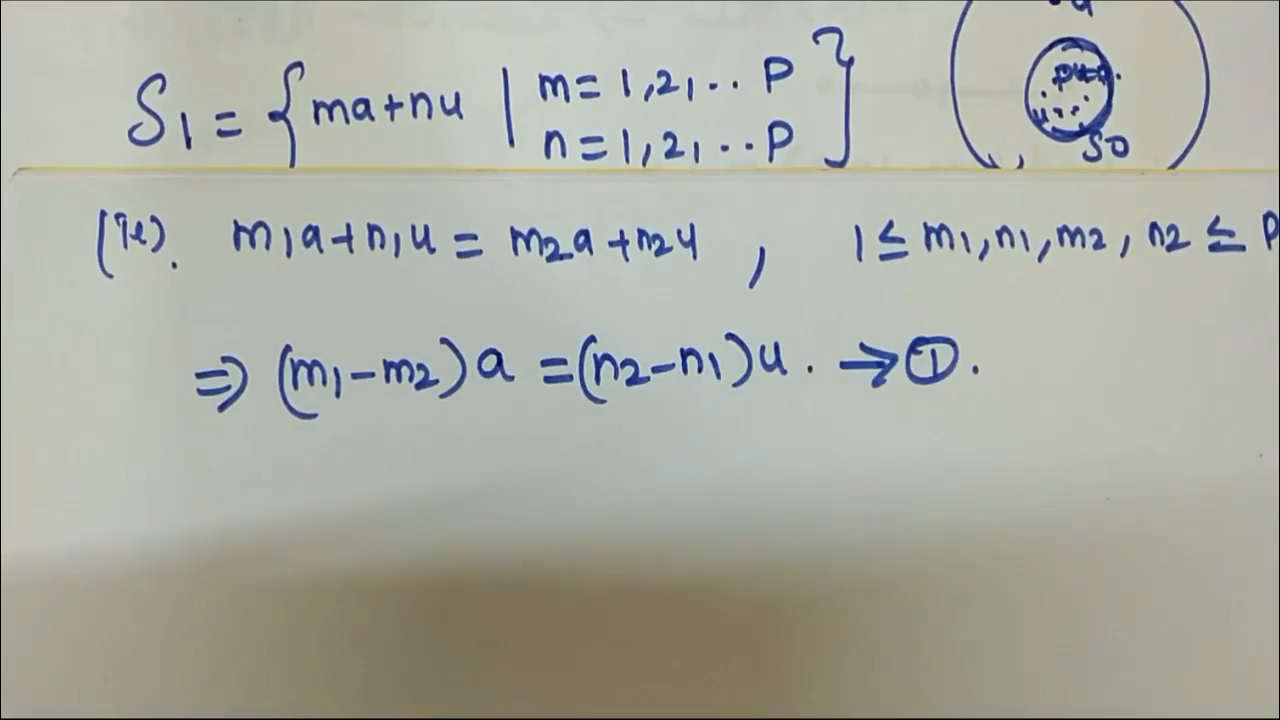 S1 = { ma+nu | m = 1,2,.. P
n = 1,2,..P }
u
S0
(ie). m1a+n1u = m2a+n2u , 1 ≤ m1,n1,m2,n2 ≤ P
⇒ (m1-m2)a = (n2-n1)u. → ①.